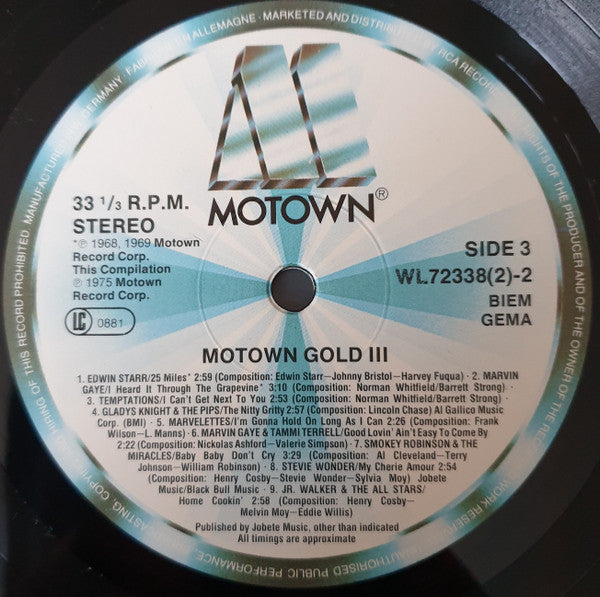 MOTOWN®
33 1/3 R.P.M.
STEREO
*℗ 1968, 1969 Motown
Record Corp.
This Compilation
℗ 1975 Motown
Record Corp.
LC 0881
SIDE 3
WL72338(2)-2
BIEM
GEMA
MOTOWN GOLD III
1. EDWIN STARR/25 Miles* 2:59 (Composition: Edwin Starr—Johnny Bristol—Harvey Fuqua) · 2. MARVIN
GAYE/I Heard It Through The Grapevine* 3:10 (Composition: Norman Whitfield/Barrett Strong) ·
3. TEMPTATIONS/I Can't Get Next To You 2:53 (Composition: Norman Whitfield/Barrett Strong) ·
4. GLADYS KNIGHT & THE PIPS/The Nitty Gritty 2:57 (Composition: Lincoln Chase) Al Gallico Music
Corp. (BMI) · 5. MARVELETTES/I'm Gonna Hold On Long As I Can 2:26 (Composition: Frank
Wilson—L. Manns) · 6. MARVIN GAYE & TAMMI TERRELL/Good Lovin' Ain't Easy To Come By
2:22 (Composition: Nickolas Ashford—Valerie Simpson) · 7. SMOKEY ROBINSON & THE
MIRACLES/Baby Baby Don't Cry 3:29 (Composition: Al Cleveland—Terry
Johnson—William Robinson) · 8. STEVIE WONDER/My Cherie Amour 2:54
(Composition: Henry Cosby—Stevie Wonder—Sylvia Moy) Jobete
Music/Black Bull Music · 9. JR. WALKER & THE ALL STARS/
Home Cookin' 2:58 (Composition: Henry Cosby—
Melvin Moy—Eddie Willis)
Published by Jobete Music, other than indicated
All timings are approximate
GERMANY
ALLEMAGNE · MARKETED AND DISTRIBUTED BY RCA RECORDS
RIGHTS OF THE PRODUCER AND OF THE OWNER OF THE
WORK RESERVED
UNAUTHORISED PUBLIC PERFORMANCE,
OF THIS RECORD PROHIBITED